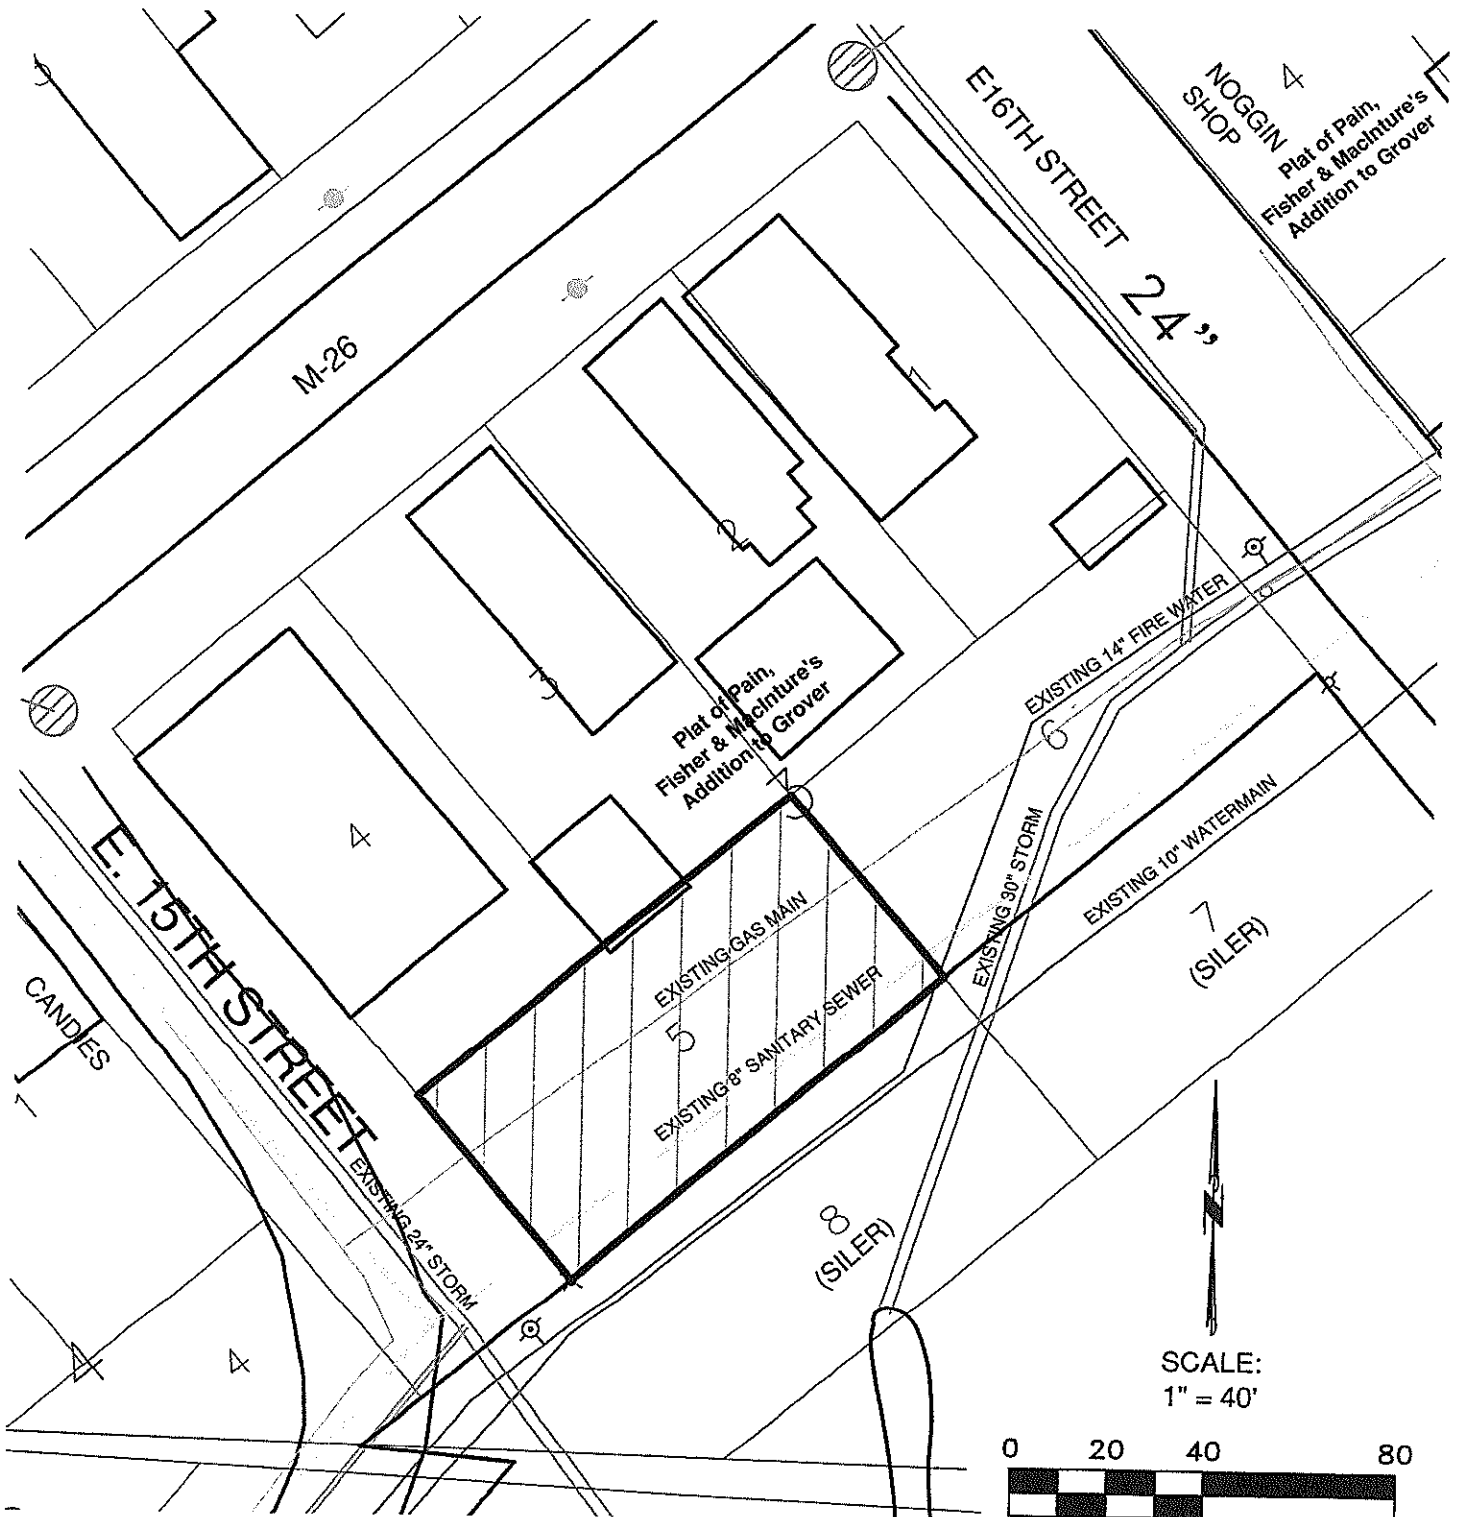 E16TH STREET
24"
NOGGIN
SHOP
4
Plat of Pain,
Fisher & MacInture's
Addition to Grover
M-26
1
2
3
4
Plat of Pain,
Fisher & MacInture's
Addition to Grover
EXISTING 14" FIRE WATER
6
EXISTING 30" STORM
EXISTING 10" WATERMAIN
7
(SILER)
E. 15TH STREET
CANDIES
1
EXISTING GAS MAIN
5
EXISTING 8" SANITARY SEWER
EXISTING 24" STORM
8
(SILER)
4
4
N
SCALE:
1" = 40'
0 20 40 80